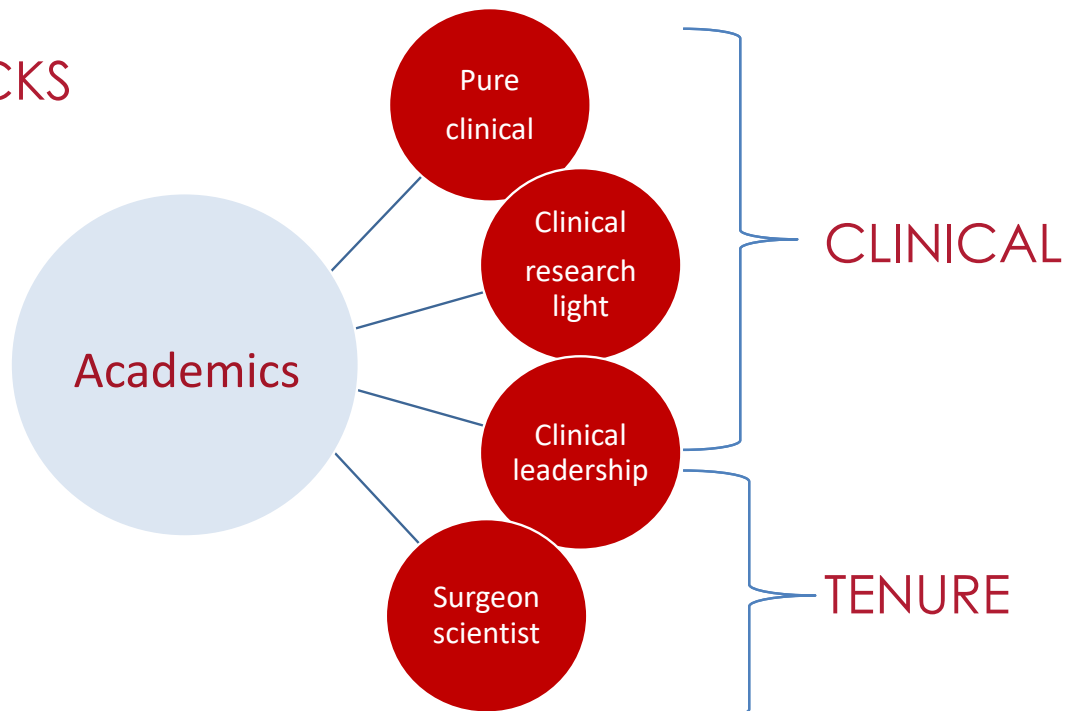 CKS
Pure
clinical
Clinical
research
light
CLINICAL
Academics
Clinical
leadership
Surgeon
scientist
TENURE